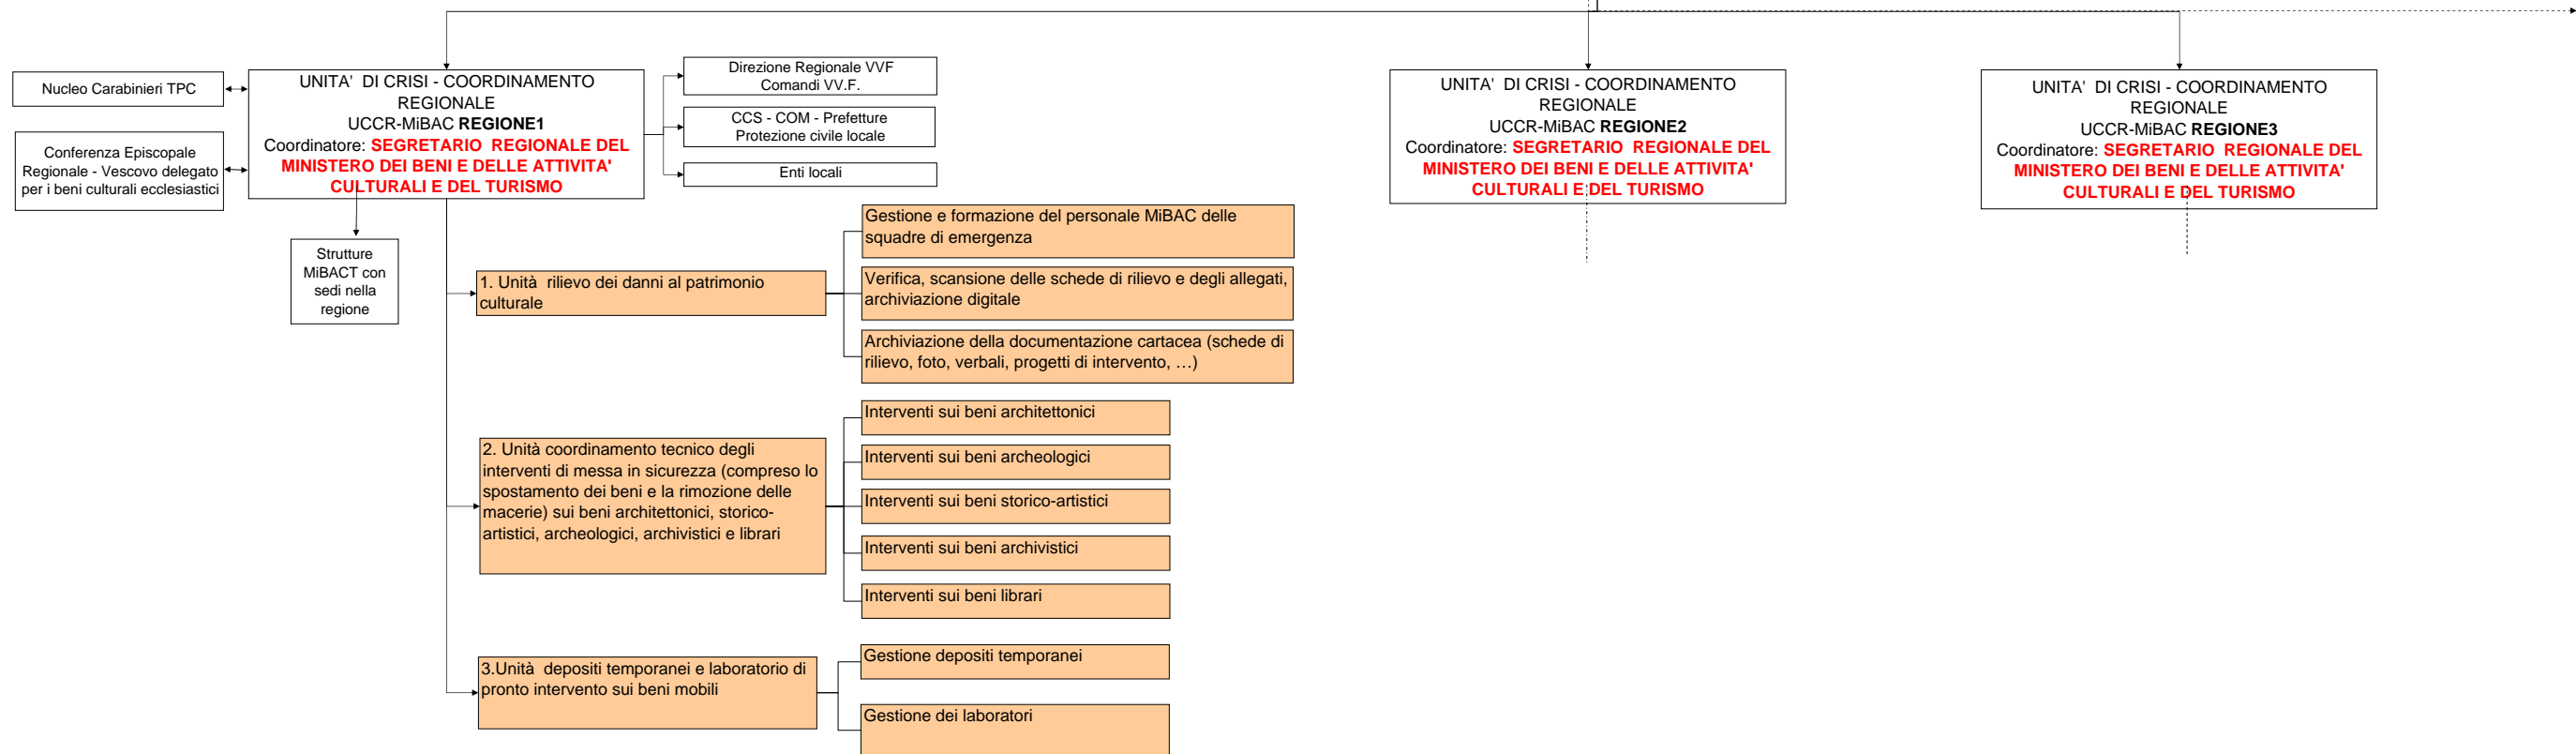 Nucleo Carabinieri TPC
Conferenza Episcopale
Regionale - Vescovo delegato
per i beni culturali ecclesiastici
UNITA' DI CRISI - COORDINAMENTO
REGIONALE
UCCR-MiBAC REGIONE1
Coordinatore: SEGRETARIO REGIONALE DEL
MINISTERO DEI BENI E DELLE ATTIVITA'
CULTURALI E DEL TURISMO
Direzione Regionale VVF
Comandi VV.F.
CCS - COM - Prefetture
Protezione civile locale
Enti locali
Strutture
MiBACT con
sedi nella
regione
UNITA' DI CRISI - COORDINAMENTO
REGIONALE
UCCR-MiBAC REGIONE2
Coordinatore: SEGRETARIO REGIONALE DEL
MINISTERO DEI BENI E DELLE ATTIVITA'
CULTURALI E DEL TURISMO
UNITA' DI CRISI - COORDINAMENTO
REGIONALE
UCCR-MiBAC REGIONE3
Coordinatore: SEGRETARIO REGIONALE DEL
MINISTERO DEI BENI E DELLE ATTIVITA'
CULTURALI E DEL TURISMO
1. Unità rilievo dei danni al patrimonio
culturale
Gestione e formazione del personale MiBAC delle
squadre di emergenza
Verifica, scansione delle schede di rilievo e degli allegati,
archiviazione digitale
Archiviazione della documentazione cartacea (schede di
rilievo, foto, verbali, progetti di intervento, …)
2. Unità coordinamento tecnico degli
interventi di messa in sicurezza (compreso lo
spostamento dei beni e la rimozione delle
macerie) sui beni architettonici, storico-
artistici, archeologici, archivistici e librari
Interventi sui beni architettonici
Interventi sui beni archeologici
Interventi sui beni storico-artistici
Interventi sui beni archivistici
Interventi sui beni librari
3.Unità depositi temporanei e laboratorio di
pronto intervento sui beni mobili
Gestione depositi temporanei
Gestione dei laboratori